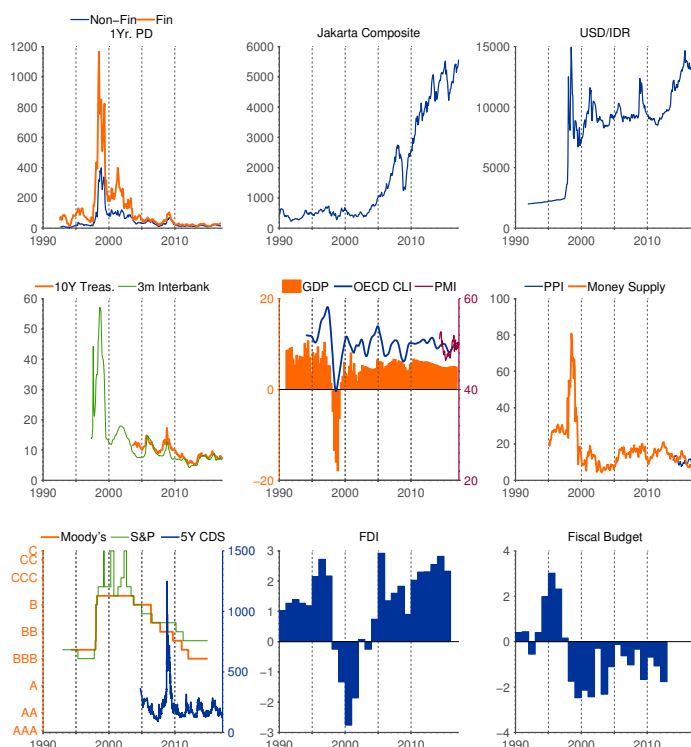 Non−Fin Fin
1Yr. PD
1200
1000
800
600
400
200
0
1990 2000 2010
Jakarta Composite
6000
5000
4000
3000
2000
1000
0
1990 2000 2010
USD/IDR
15000
10000
5000
0
1990 2000 2010
10Y Treas. 3m Interbank
60
50
40
30
20
10
0
1990 2000 2010
GDP OECD CLI PMI
20 60
0 40
−20 20
1990 2000 2010
PPI Money Supply
100
80
60
40
20
0
1990 2000 2010
Moody's S&P 5Y CDS
C 1500
CC
CCC
B 1000
BB
BBB 500
A
AA
AAA 0
1990 2000 2010
FDI
3
2
1
0
−1
−2
−3
1990 2000 2010
Fiscal Budget
4
2
0
−2
−4
1990 2000 2010